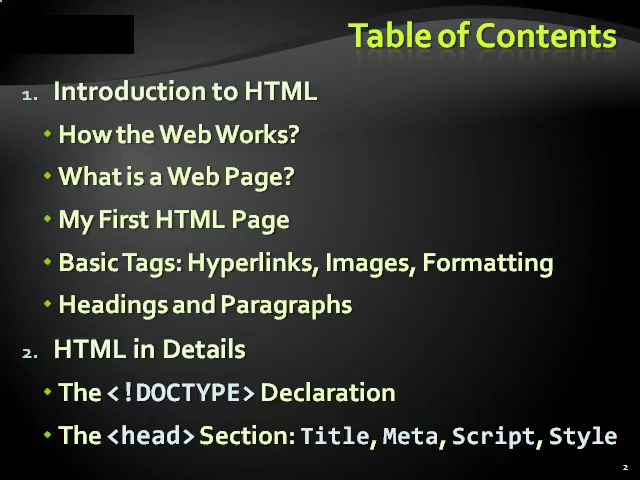 Table of Contents
1. Introduction to HTML
How the Web Works?
What is a Web Page?
My First HTML Page
Basic Tags: Hyperlinks, Images, Formatting
Headings and Paragraphs
2. HTML in Details
The <!DOCTYPE> Declaration
The <head> Section: Title, Meta, Script, Style
2